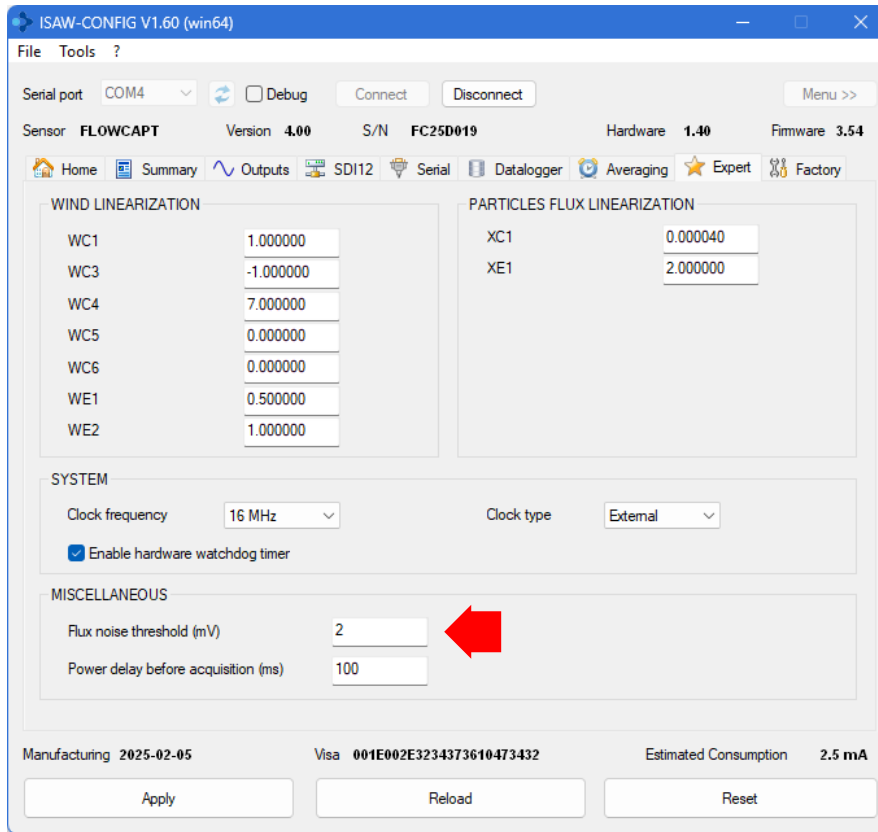 ISAW-CONFIG V1.60 (win64)
File Tools ?
Serial port COM4 Debug Connect Disconnect Menu >>
Sensor FLOWCAPT Version 4.00 S/N FC25D019 Hardware 1.40 Firmware 3.54
Home Summary Outputs SDI12 Serial Datalogger Averaging Expert Factory
WIND LINEARIZATION PARTICLES FLUX LINEARIZATION
WC1 1.000000 XC1 0.000040
WC3 -1.000000 XE1 2.000000
WC4 7.000000
WC5 0.000000
WC6 0.000000
WE1 0.500000
WE2 1.000000
SYSTEM
Clock frequency 16 MHz Clock type External
Enable hardware watchdog timer
MISCELLANEOUS
Flux noise threshold (mV) 2
Power delay before acquisition (ms) 100
Manufacturing 2025-02-05 Visa 001E002E3234373610473432 Estimated Consumption 2.5 mA
Apply Reload Reset